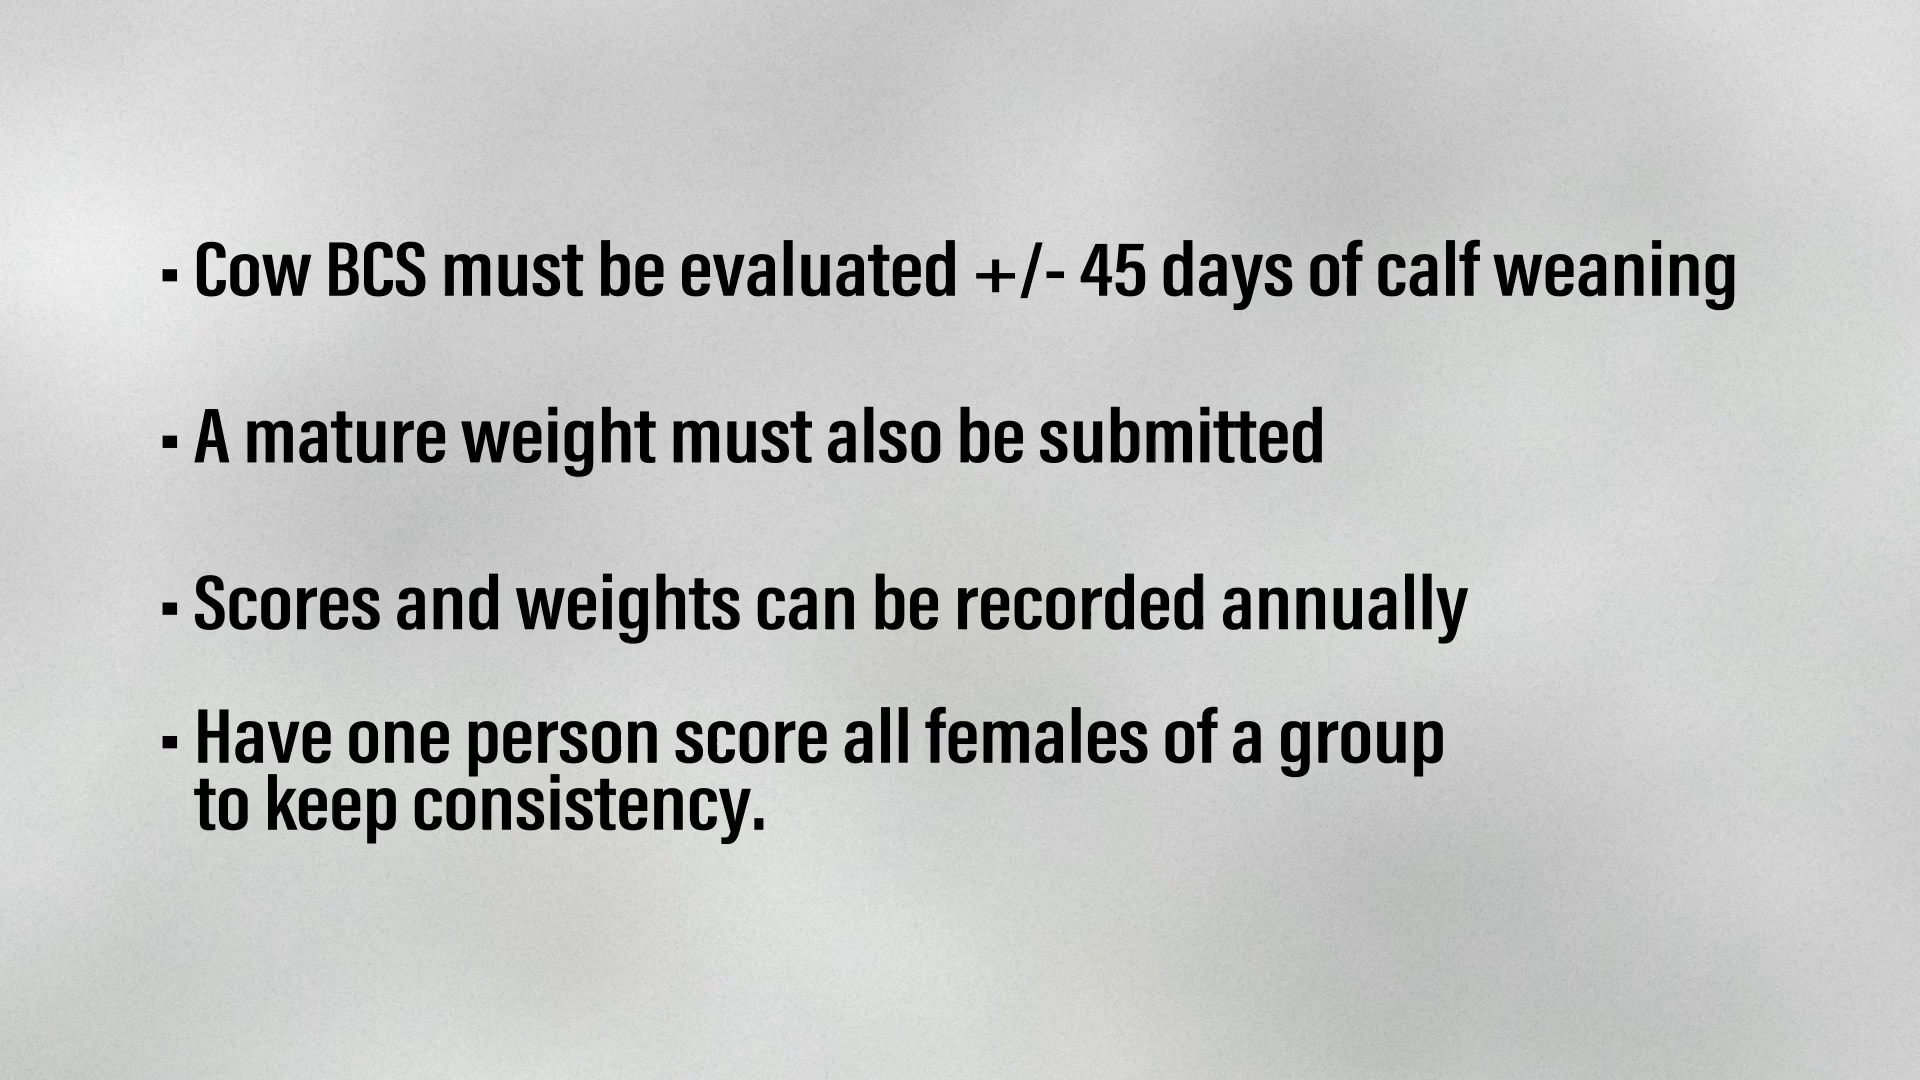 ▪ Cow BCS must be evaluated +/- 45 days of calf weaning
▪ A mature weight must also be submitted
▪ Scores and weights can be recorded annually
▪ Have one person score all females of a group
to keep consistency.